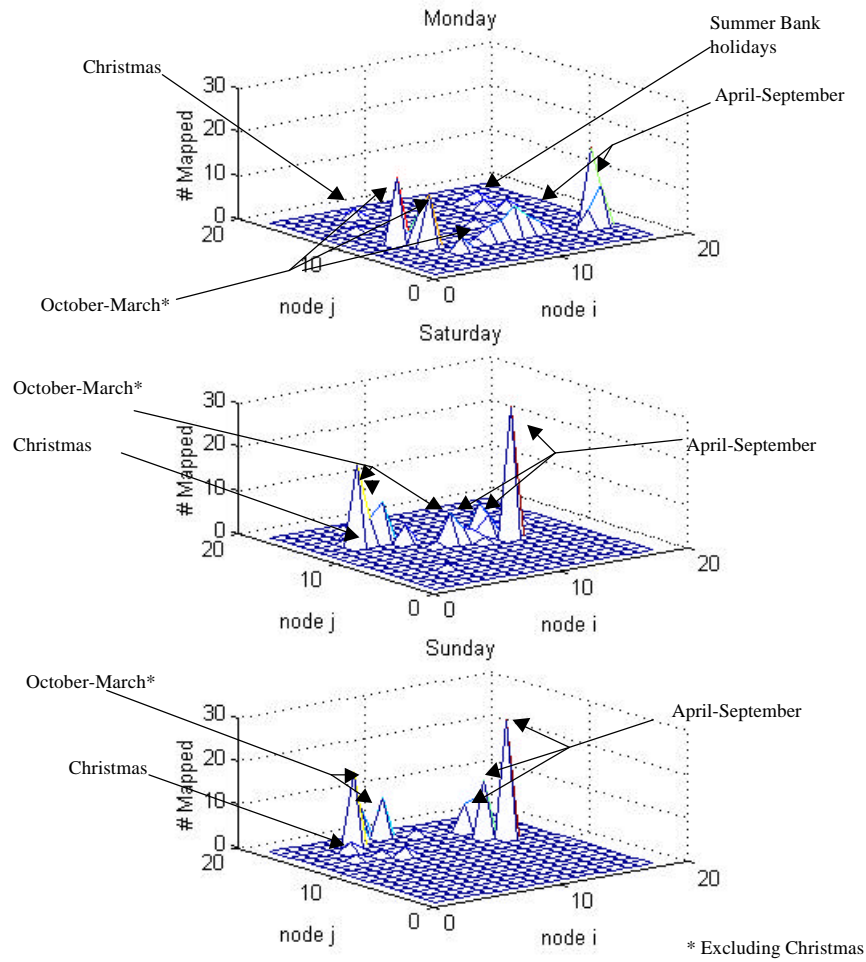 Monday
Summer Bank
holidays
Christmas
April-September
30
20
10
0
# Mapped
20
10
0
node j
0
10
20
node i
October-March*
Saturday
October-March*
Christmas
April-September
30
20
10
0
# Mapped
20
10
0
node j
0
10
20
node i
Sunday
October-March*
Christmas
April-September
30
20
10
0
# Mapped
20
10
0
node j
0
10
20
node i
* Excluding Christmas